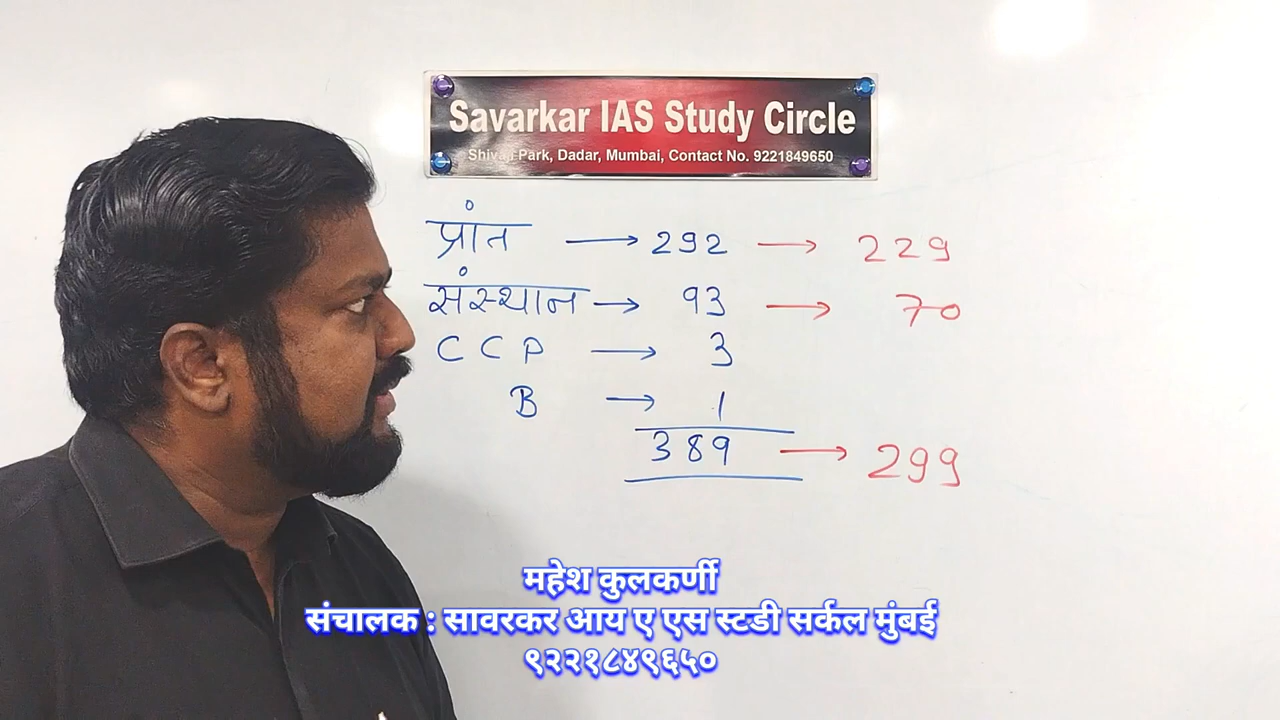 Savarkar IAS Study Circle
Shivaji Park, Dadar, Mumbai, Contact No. 9221849650
प्रांत → 292 → 229
संस्थान → 93 → 70
CCP → 3
B → 1
389 → 299
महेश कुलकर्णी
संचालक : सावरकर आय ए एस स्टडी सर्कल मुंबई
९२२१८४९६५०